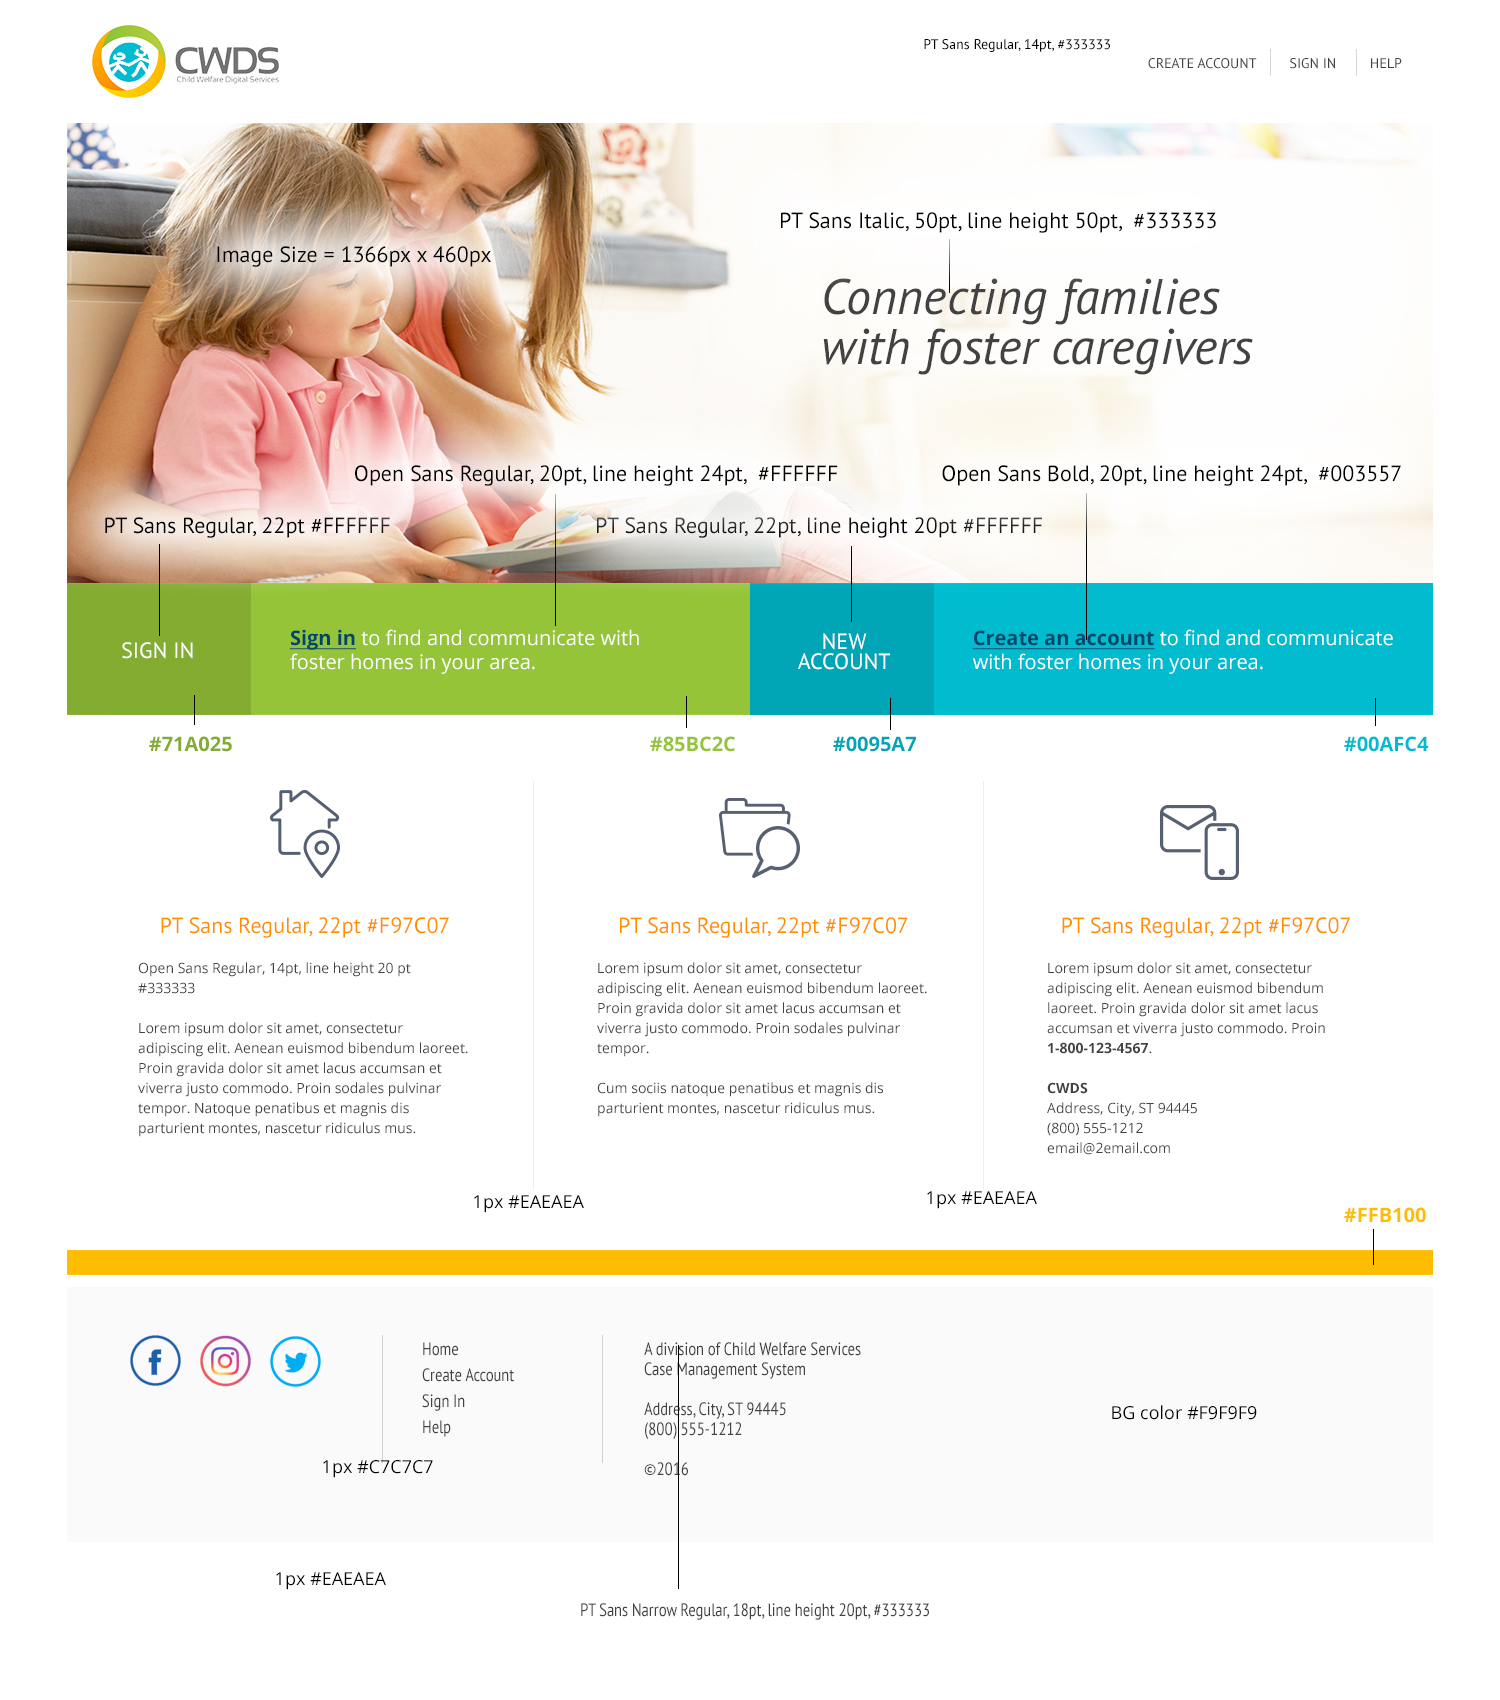 CWDS
Child Welfare Digital Services
PT Sans Regular, 14pt, #333333
CREATE ACCOUNT
SIGN IN
HELP
PT Sans Italic, 50pt, line height 50pt, #333333
Image Size = 1366px x 460px
Connecting families
with foster caregivers
Open Sans Regular, 20pt, line height 24pt, #FFFFFF
Open Sans Bold, 20pt, line height 24pt, #003557
PT Sans Regular, 22pt #FFFFFF
PT Sans Regular, 22pt, line height 20pt #FFFFFF
SIGN IN
Sign in to find and communicate with
foster homes in your area.
NEW
ACCOUNT
Create an account to find and communicate
with foster homes in your area.
#71A025
#85BC2C
#0095A7
#00AFC4
PT Sans Regular, 22pt #F97C07
Open Sans Regular, 14pt, line height 20 pt
#333333
Lorem ipsum dolor sit amet, consectetur
adipiscing elit. Aenean euismod bibendum laoreet.
Proin gravida dolor sit amet lacus accumsan et
viverra justo commodo. Proin sodales pulvinar
tempor. Natoque penatibus et magnis dis
parturient montes, nascetur ridiculus mus.
PT Sans Regular, 22pt #F97C07
Lorem ipsum dolor sit amet, consectetur
adipiscing elit. Aenean euismod bibendum laoreet.
Proin gravida dolor sit amet lacus accumsan et
viverra justo commodo. Proin sodales pulvinar
tempor.
Cum sociis natoque penatibus et magnis dis
parturient montes, nascetur ridiculus mus.
PT Sans Regular, 22pt #F97C07
Lorem ipsum dolor sit amet, consectetur
adipiscing elit. Aenean euismod bibendum
laoreet. Proin gravida dolor sit amet lacus
accumsan et viverra justo commodo. Proin
1-800-123-4567.
CWDS
Address, City, ST 94445
(800) 555-1212
email@2email.com
1px #EAEAEA
1px #EAEAEA
#FFB100
Home
Create Account
Sign In
Help
A division of Child Welfare Services
Case Management System
Address, City, ST 94445
(800) 555-1212
©2016
BG color #F9F9F9
1px #C7C7C7
1px #EAEAEA
PT Sans Narrow Regular, 18pt, line height 20pt, #333333